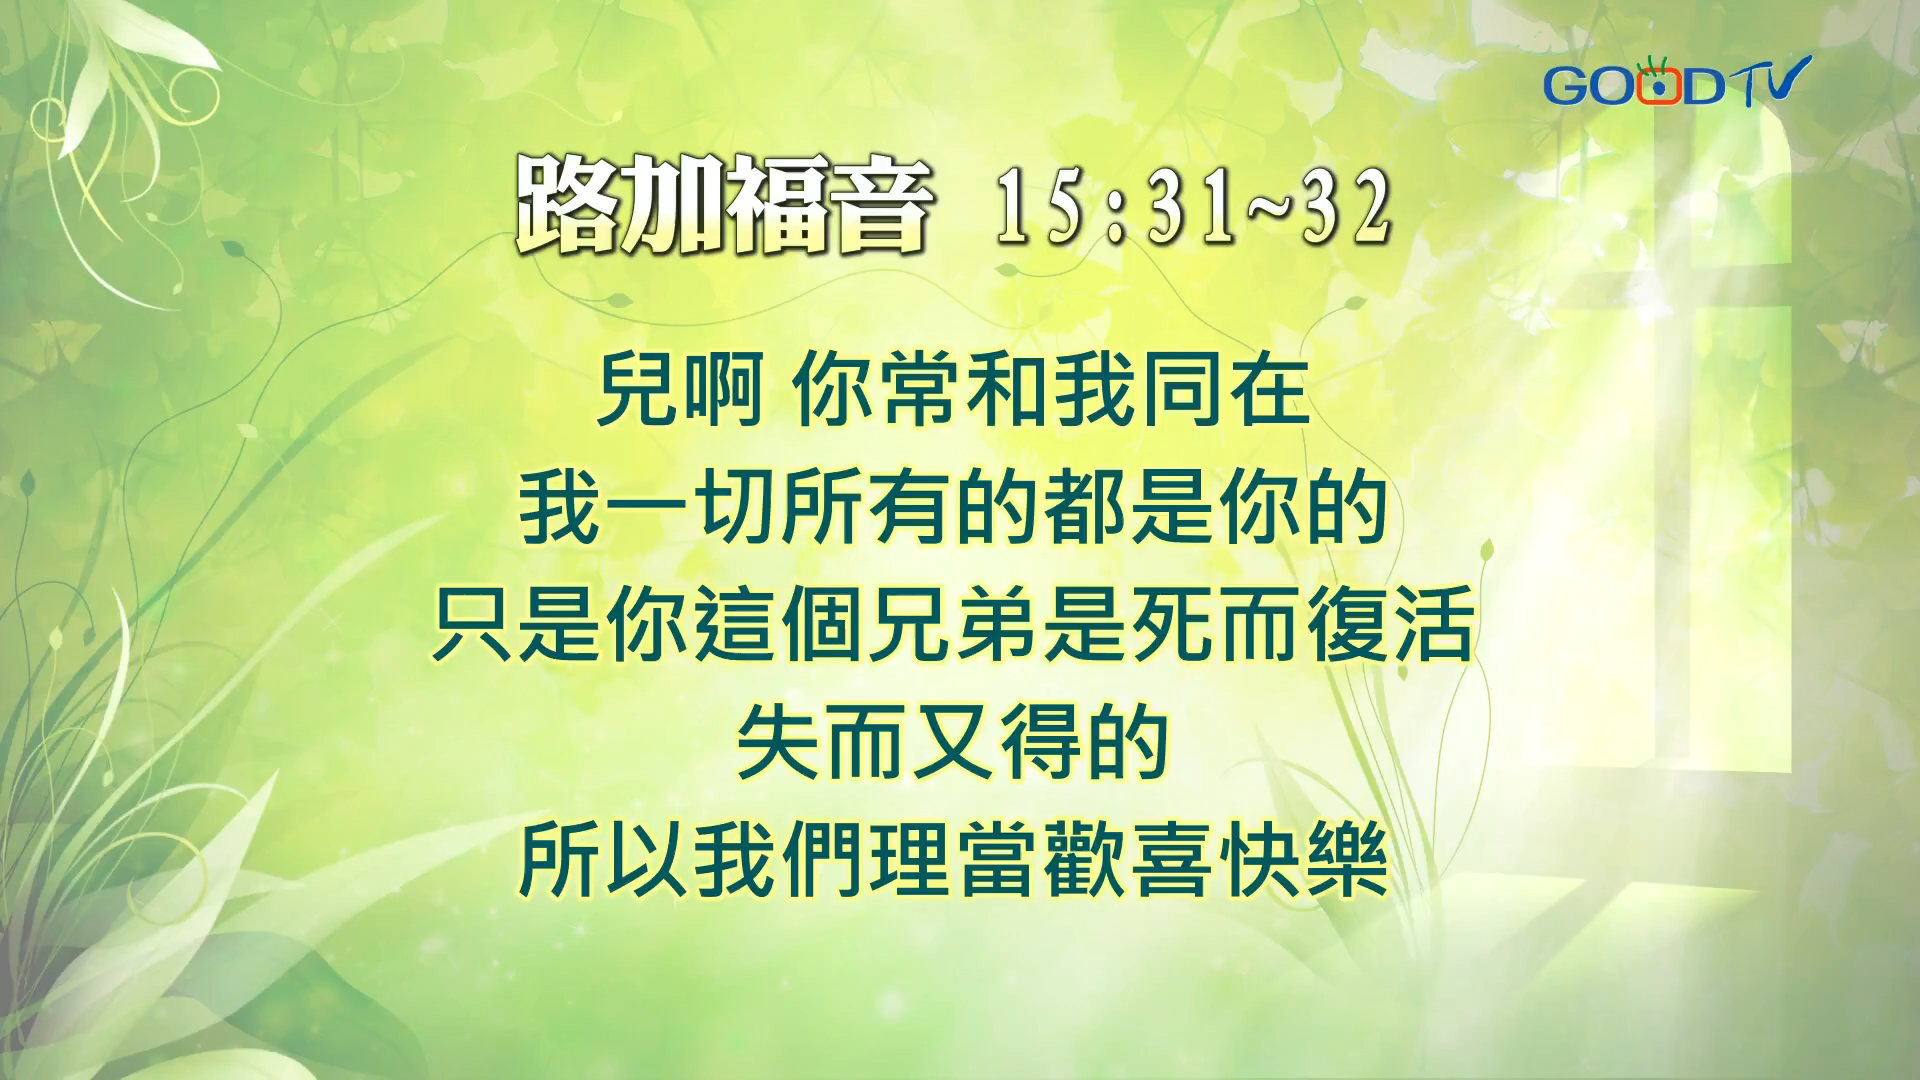 GOOD TV
路加福音 15:31~32
兒啊 你常和我同在
我一切所有的都是你的
只是你這個兄弟是死而復活
失而又得的
所以我們理當歡喜快樂